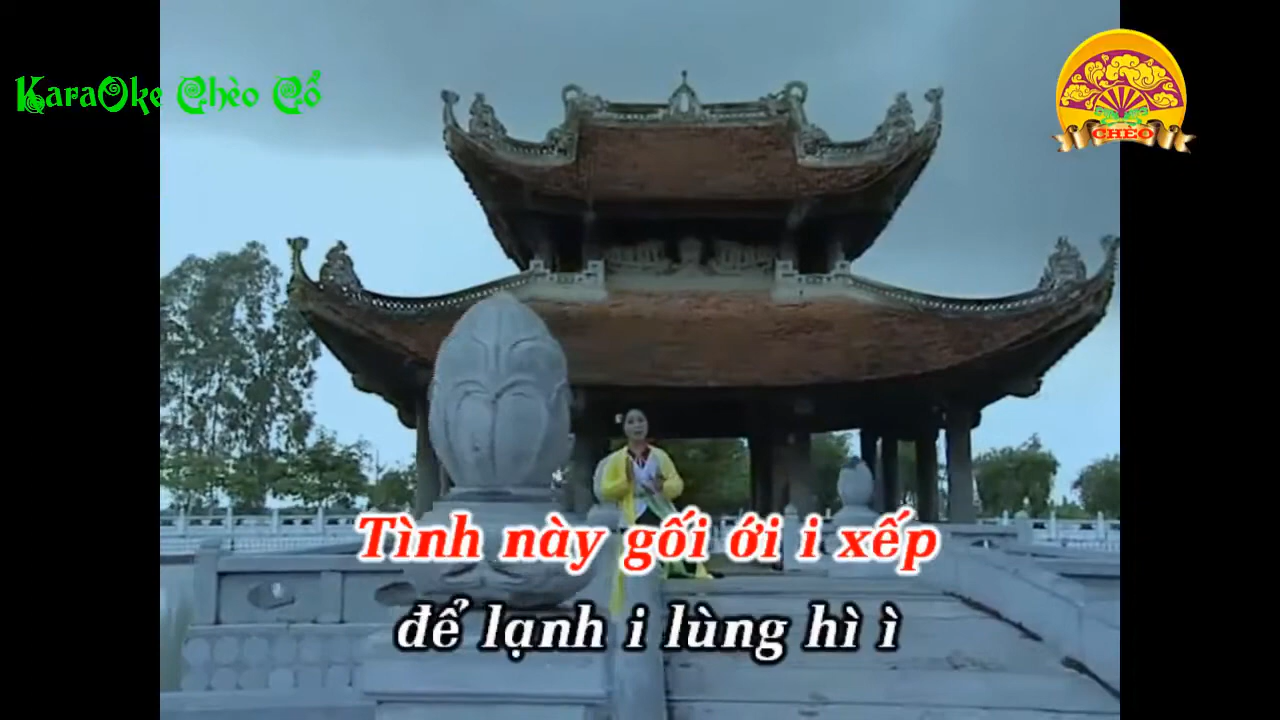 KaraOke Chèo Cổ
CHÈO
Tình này gối ới i xếp
để lạnh i lùng hì ì